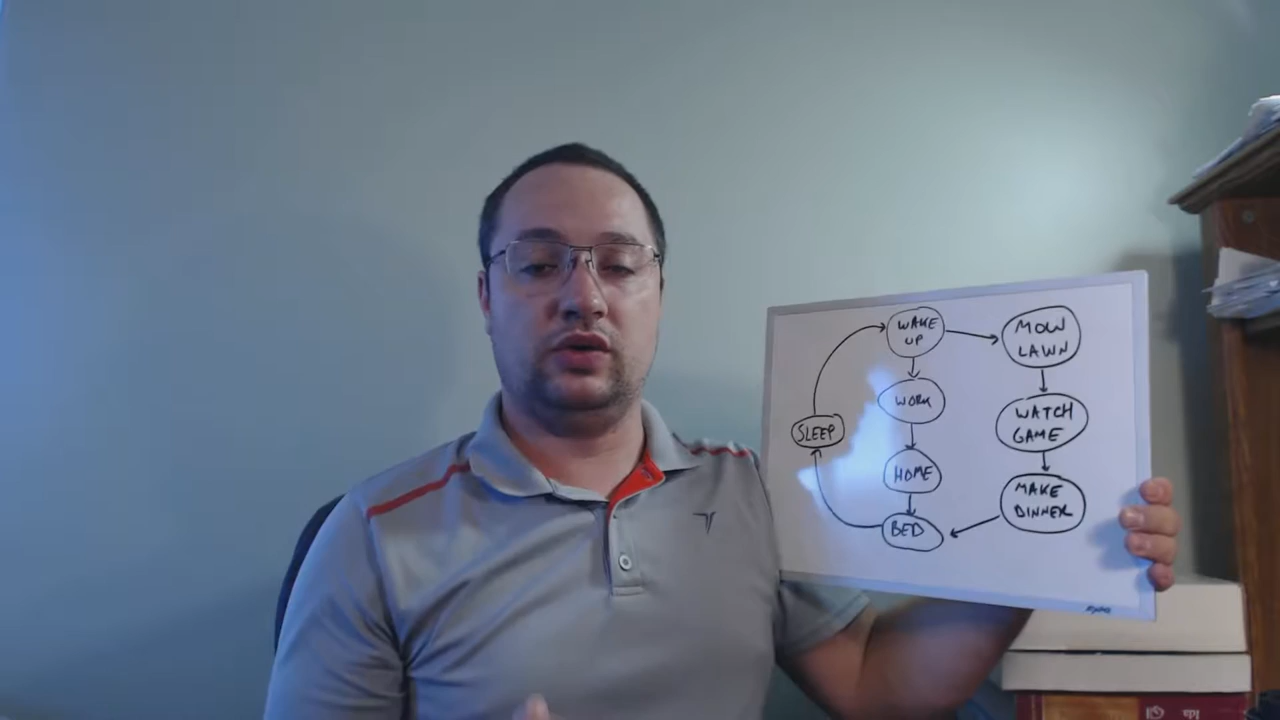 WAKE
UP
MOW
LAWN
WORK
WATCH
GAME
SLEEP
HOME
MAKE
DINNER
BED